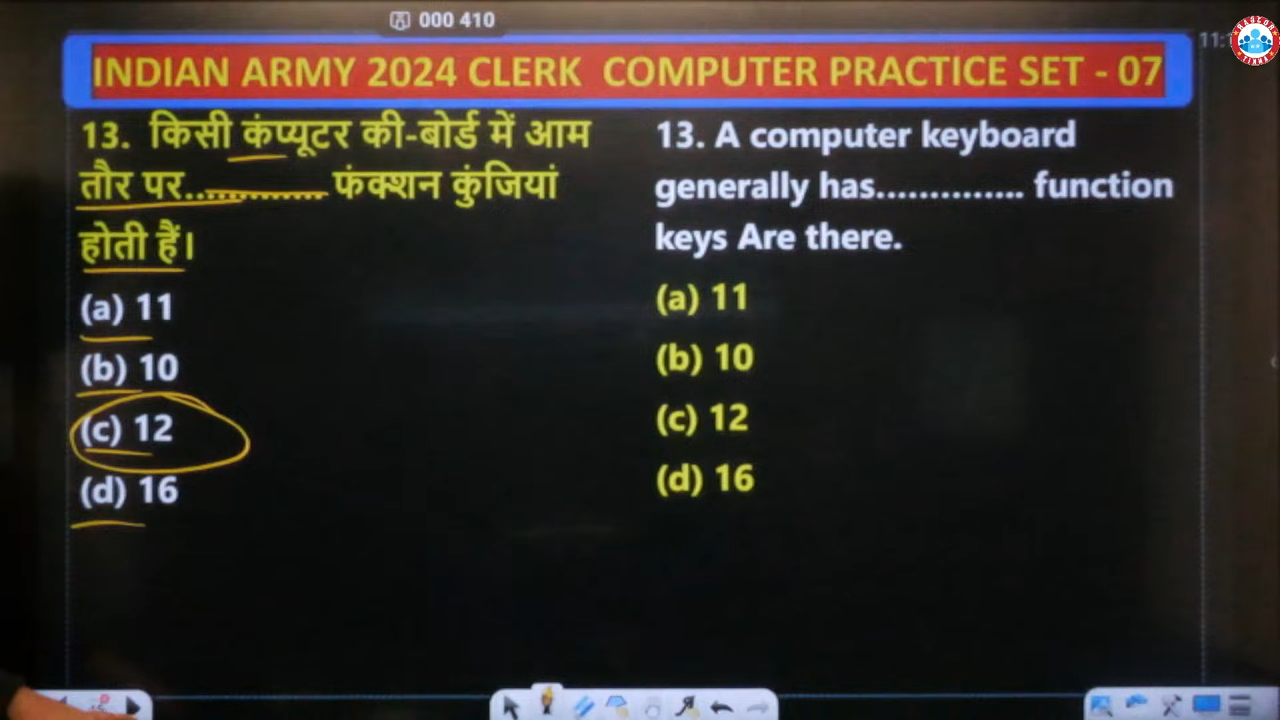 000 410
INDIAN ARMY 2024 CLERK COMPUTER PRACTICE SET - 07
13. किसी कंप्यूटर की-बोर्ड में आम
तौर पर............... फंक्शन कुंजियां
होती हैं।
(a) 11
(b) 10
(c) 12
(d) 16
13. A computer keyboard
generally has.............. function
keys Are there.
(a) 11
(b) 10
(c) 12
(d) 16